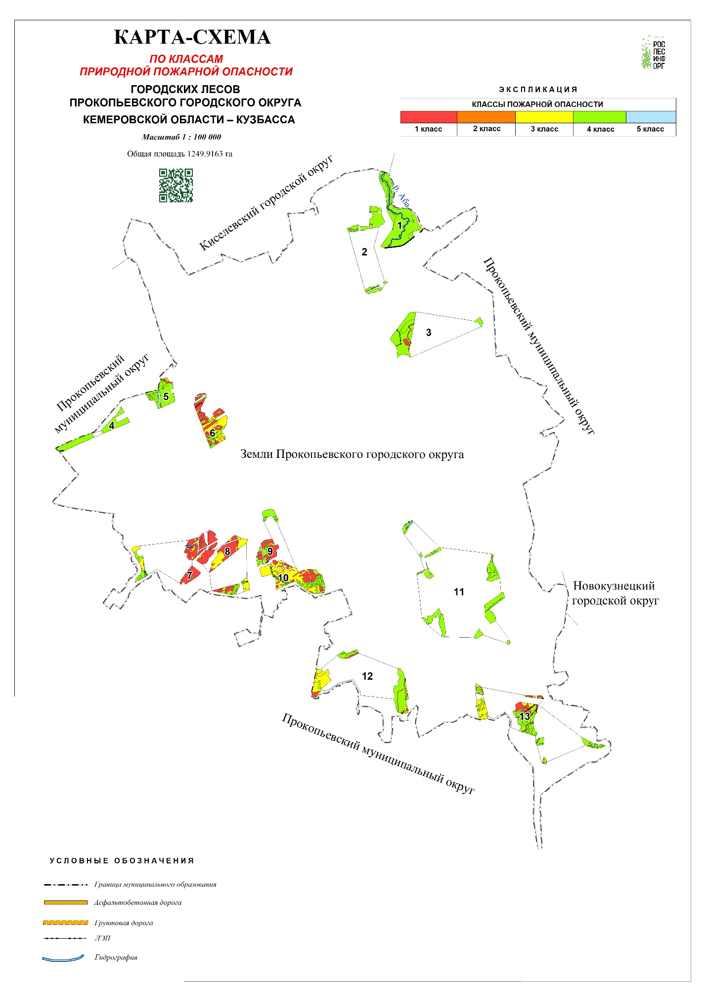 КАРТА-СХЕМА
ПО КЛАССАМ
ПРИРОДНОЙ ПОЖАРНОЙ ОПАСНОСТИ
ГОРОДСКИХ ЛЕСОВ
ПРОКОПЬЕВСКОГО ГОРОДСКОГО ОКРУГА
КЕМЕРОВСКОЙ ОБЛАСТИ – КУЗБАССА
Масштаб 1 : 100 000
Общая площадь 1249.9163 га
РОС
ЛЕС
ИНФ
ОРГ
ЭКСПЛИКАЦИЯ
КЛАССЫ ПОЖАРНОЙ ОПАСНОСТИ
1 класс
2 класс
3 класс
4 класс
5 класс
Киселевский городской округ
р. Аба
1
2
Прокопьевский муниципальный округ
3
Прокопьевский
муниципальный округ
5
4
6
Земли Прокопьевского городского округа
8
9
7
10
11
Новокузнецкий
городской округ
12
13
Прокопьевский муниципальный округ
УСЛОВНЫЕ ОБОЗНАЧЕНИЯ
Граница муниципального образования
Асфальтобетонная дорога
Грунтовая дорога
ЛЭП
Гидрография